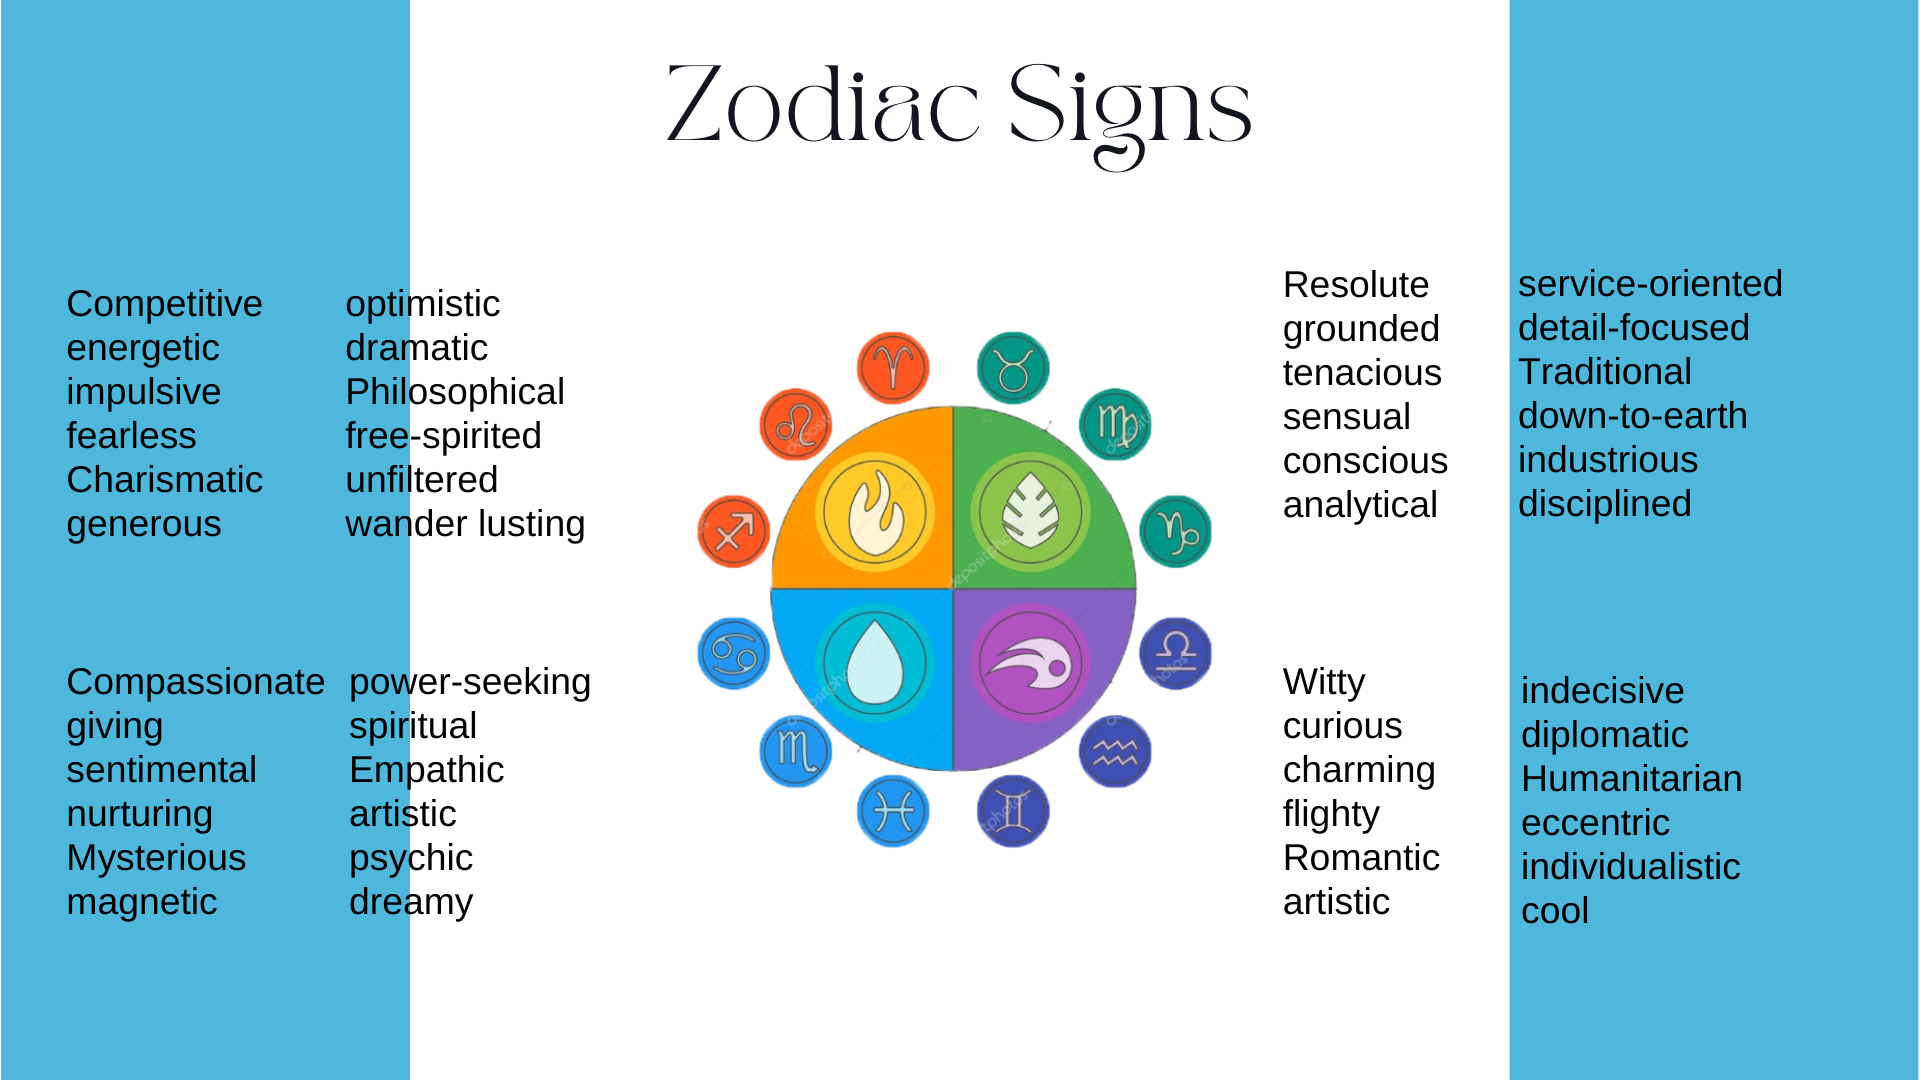 Zodiac Signs
Competitive
energetic
impulsive
fearless
Charismatic
generous
optimistic
dramatic
Philosophical
free-spirited
unfiltered
wander lusting
Resolute
grounded
tenacious
sensual
conscious
analytical
service-oriented
detail-focused
Traditional
down-to-earth
industrious
disciplined
Compassionate
giving
sentimental
nurturing
Mysterious
magnetic
power-seeking
spiritual
Empathic
artistic
psychic
dreamy
Witty
curious
charming
flighty
Romantic
artistic
indecisive
diplomatic
Humanitarian
eccentric
individualistic
cool